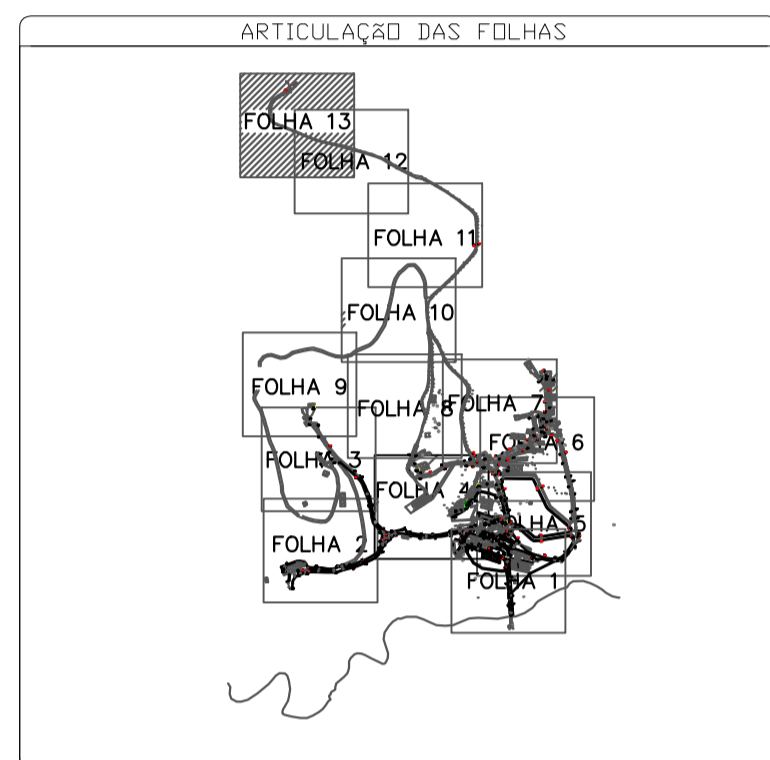 ARTICULAÇÃO DAS FOLHAS
FOLHA 13
FOLHA 12
FOLHA 11
FOLHA 10
FOLHA 9
FOLHA 8
FOLHA 7
FOLHA 6
FOLHA 3
FOLHA 4
FOLHA 5
FOLHA 2
FOLHA 1